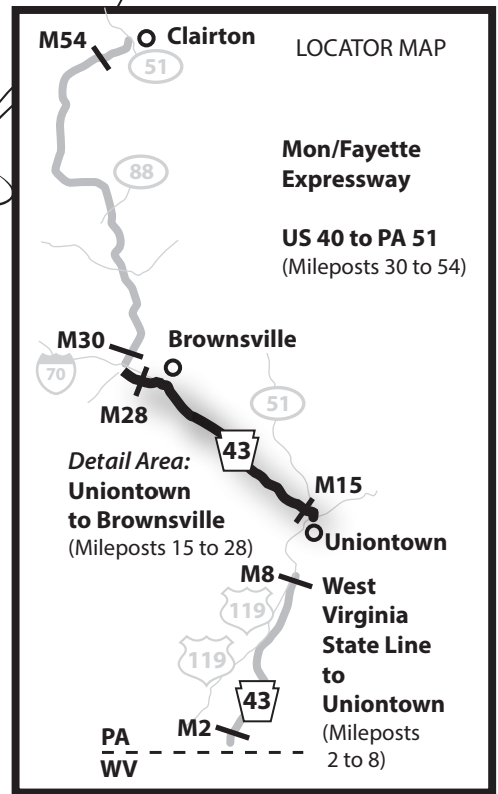 M54
Clairton
LOCATOR MAP
51
Mon/Fayette
Expressway
88
US 40 to PA 51
(Mileposts 30 to 54)
M30
Brownsville
70
M28
51
43
Detail Area:
Uniontown
to Brownsville
(Mileposts 15 to 28)
M15
Uniontown
M8
West
Virginia
State Line
to
Uniontown
(Mileposts
2 to 8)
119
119
43
M2
PA
WV